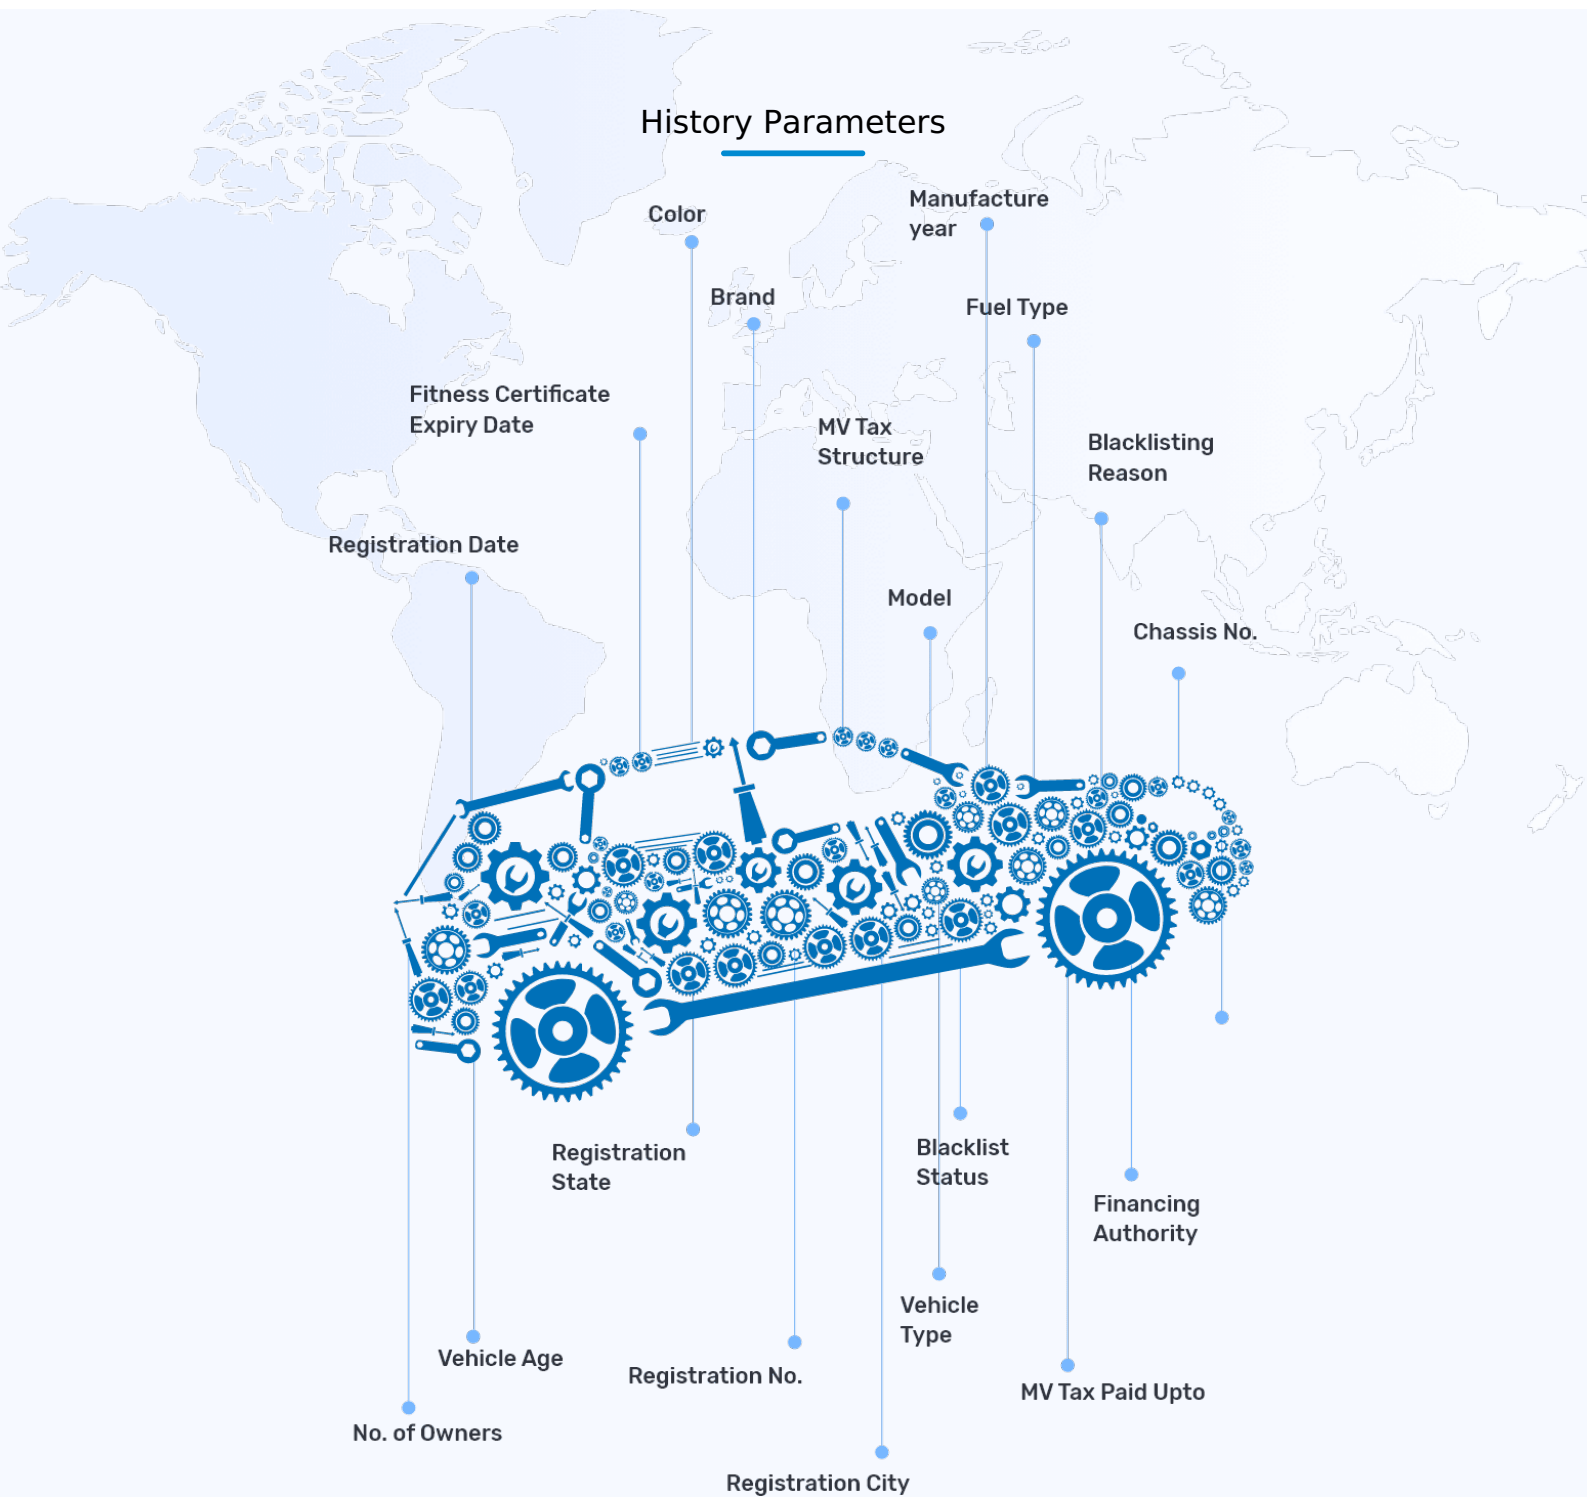 History Parameters
Manufacture
year
Color
Brand
Fuel Type
Fitness Certificate
Expiry Date
MV Tax
Structure
Blacklisting
Reason
Registration Date
Model
Chassis No.
Registration
State
Blacklist
Status
Financing
Authority
Vehicle
Type
Vehicle Age
Registration No.
MV Tax Paid Upto
No. of Owners
Registration City